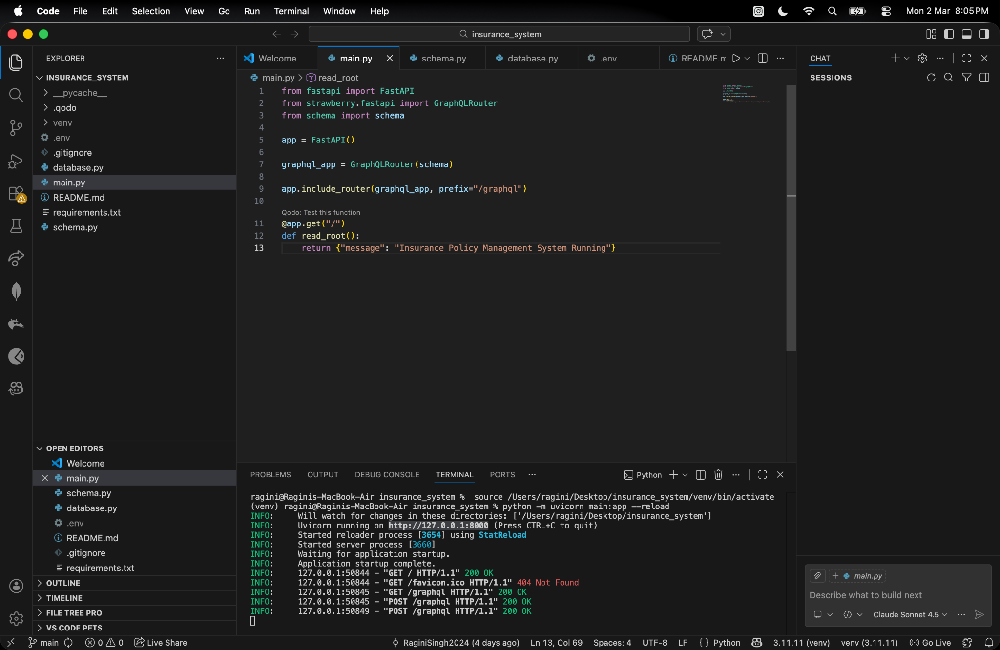 Code File Edit Selection View Go Run Terminal Window Help Mon 2 Mar 8:05 PM
insurance_system
EXPLORER
INSURANCE_SYSTEM
__pycache__
.qodo
venv
.env
.gitignore
database.py
main.py
README.md
requirements.txt
schema.py
OPEN EDITORS
Welcome
main.py
schema.py
database.py
.env
README.md
.gitignore
requirements.txt
OUTLINE
TIMELINE
FILE TREE PRO
VS CODE PETS
Welcome main.py schema.py database.py .env README.m
main.py > read_root
1 from fastapi import FastAPI
2 from strawberry.fastapi import GraphQLRouter
3 from schema import schema
4
5 app = FastAPI()
6
7 graphql_app = GraphQLRouter(schema)
8
9 app.include_router(graphql_app, prefix="/graphql")
10
Qodo: Test this function
11 @app.get("/")
12 def read_root():
13 return {"message": "Insurance Policy Management System Running"}
PROBLEMS OUTPUT DEBUG CONSOLE TERMINAL PORTS Python
ragini@Raginis-MacBook-Air insurance_system % source /Users/ragini/Desktop/insurance_system/venv/bin/activate
(venv) ragini@Raginis-MacBook-Air insurance_system % python -m uvicorn main:app --reload
INFO: Will watch for changes in these directories: ['/Users/ragini/Desktop/insurance_system']
INFO: Uvicorn running on http://127.0.0.1:8000 (Press CTRL+C to quit)
INFO: Started reloader process [3654] using StatReload
INFO: Started server process [3660]
INFO: Waiting for application startup.
INFO: Application startup complete.
INFO: 127.0.0.1:50844 - "GET / HTTP/1.1" 200 OK
INFO: 127.0.0.1:50844 - "GET /favicon.ico HTTP/1.1" 404 Not Found
INFO: 127.0.0.1:50845 - "GET /graphql HTTP/1.1" 200 OK
INFO: 127.0.0.1:50845 - "POST /graphql HTTP/1.1" 200 OK
INFO: 127.0.0.1:50849 - "POST /graphql HTTP/1.1" 200 OK
CHAT
SESSIONS
main.py
Describe what to build next
Claude Sonnet 4.5
main 0 0 Live Share RaginiSingh2024 (4 days ago) Ln 13, Col 69 Spaces: 4 UTF-8 LF { } Python 3.11.11 (venv) venv (3.11.11) Go Live